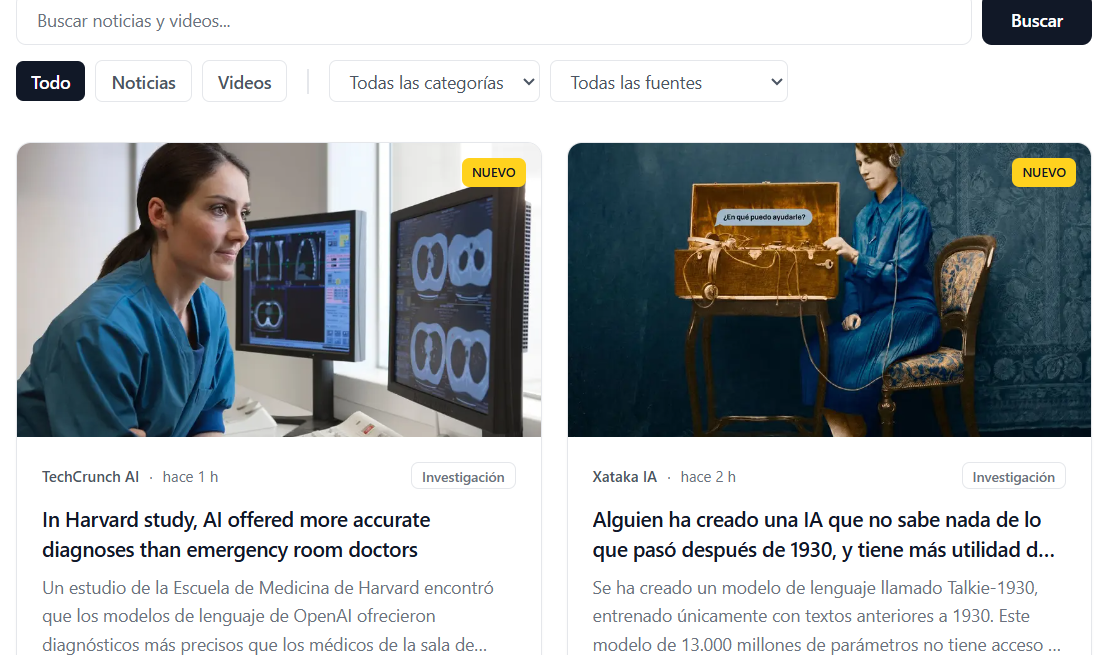 Buscar noticias y videos...
Buscar
Todo
Noticias
Videos
Todas las categorías
Todas las fuentes
NUEVO
TechCrunch AI · hace 1 h
Investigación
In Harvard study, AI offered more accurate
diagnoses than emergency room doctors
Un estudio de la Escuela de Medicina de Harvard encontró
que los modelos de lenguaje de OpenAI ofrecieron
diagnósticos más precisos que los médicos de la sala de...
NUEVO
¿En qué puedo ayudarle?
Xataka IA · hace 2 h
Investigación
Alguien ha creado una IA que no sabe nada de lo
que pasó después de 1930, y tiene más utilidad d...
Se ha creado un modelo de lenguaje llamado Talkie-1930,
entrenado únicamente con textos anteriores a 1930. Este
modelo de 13.000 millones de parámetros no tiene acceso ...